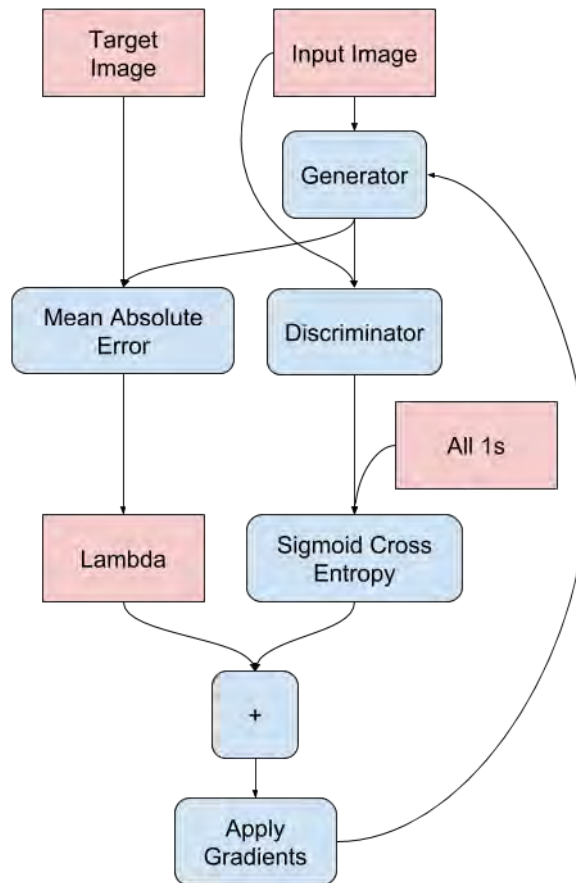 Target
Image
Input Image
Generator
Mean Absolute
Error
Discriminator
All 1s
Lambda
Sigmoid Cross
Entropy
+
Apply
Gradients